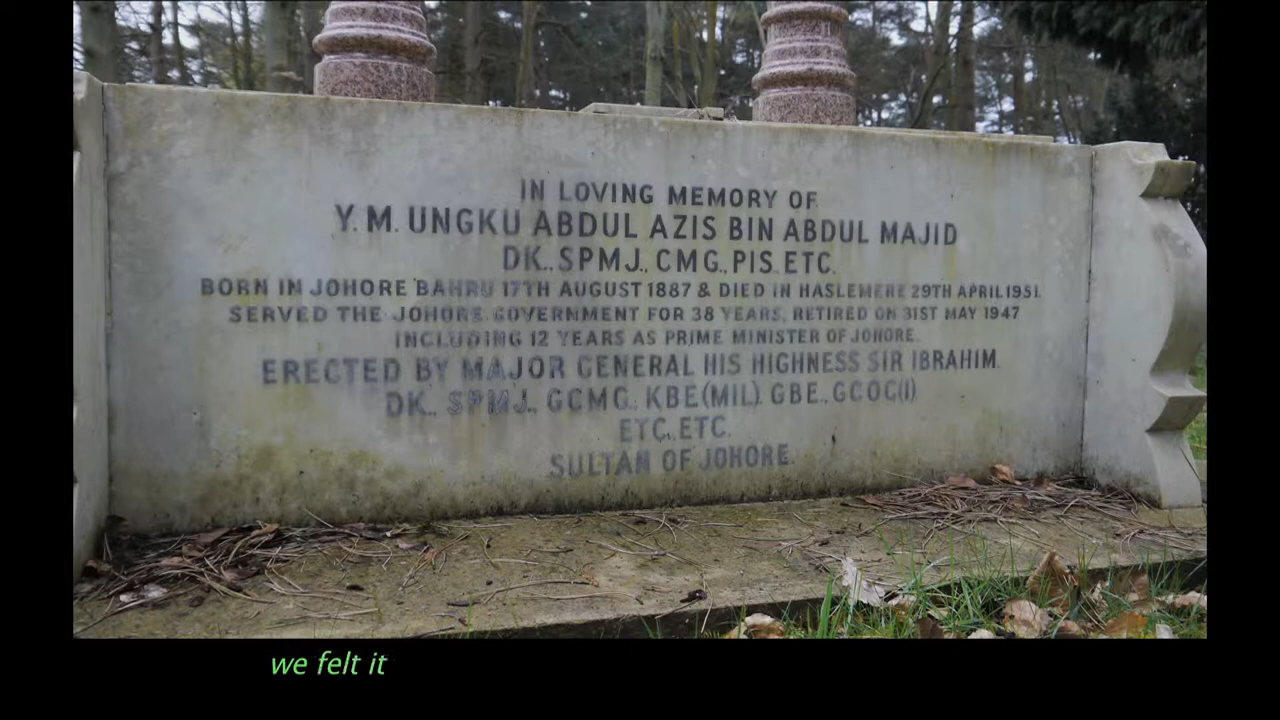 IN LOVING MEMORY OF
Y. M. UNGKU ABDUL AZIS BIN ABDUL MAJID
DK., SPMJ., CMG., PIS. ETC.
BORN IN JOHORE BAHRU 17TH AUGUST 1887 & DIED IN HASLEMERE 29TH APRIL 1951.
SERVED THE JOHORE GOVERNMENT FOR 38 YEARS, RETIRED ON 31ST MAY 1947
INCLUDING 12 YEARS AS PRIME MINISTER OF JOHORE.
ERECTED BY MAJOR GENERAL HIS HIGHNESS SIR IBRAHIM.
DK., SPMJ., GCMG., KBE(MIL). GBE., GCOC(I)
ETC. ETC.
SULTAN OF JOHORE.
we felt it